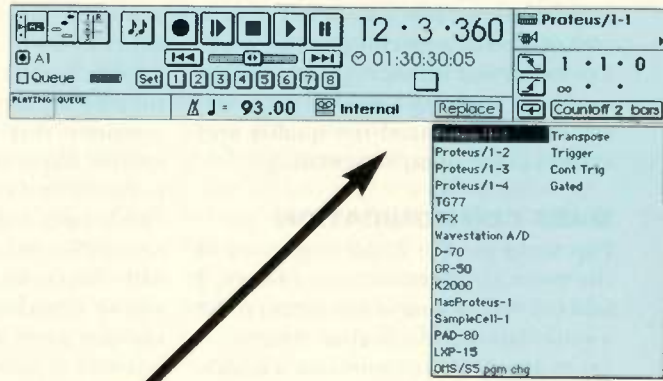 12 · 3 · 360
Proteus/1-1
A1
01:30:30:05
1 · 1 · 0
Queue
Set 1 2 3 4 5 6 7 8
∞ · ·
PLAYING QUEUE
♩ = 93.00
Internal
Replace
Countoff 2 bars
Transpose
Proteus/1-2 Trigger
Proteus/1-3 Cont Trig
Proteus/1-4 Gated
TG77
VFX
Wavestation A/D
D-70
GR-50
K2000
MacProteus-1
SampleCell-1
PAD-80
LXP-15
OMS/S5 pgm chg